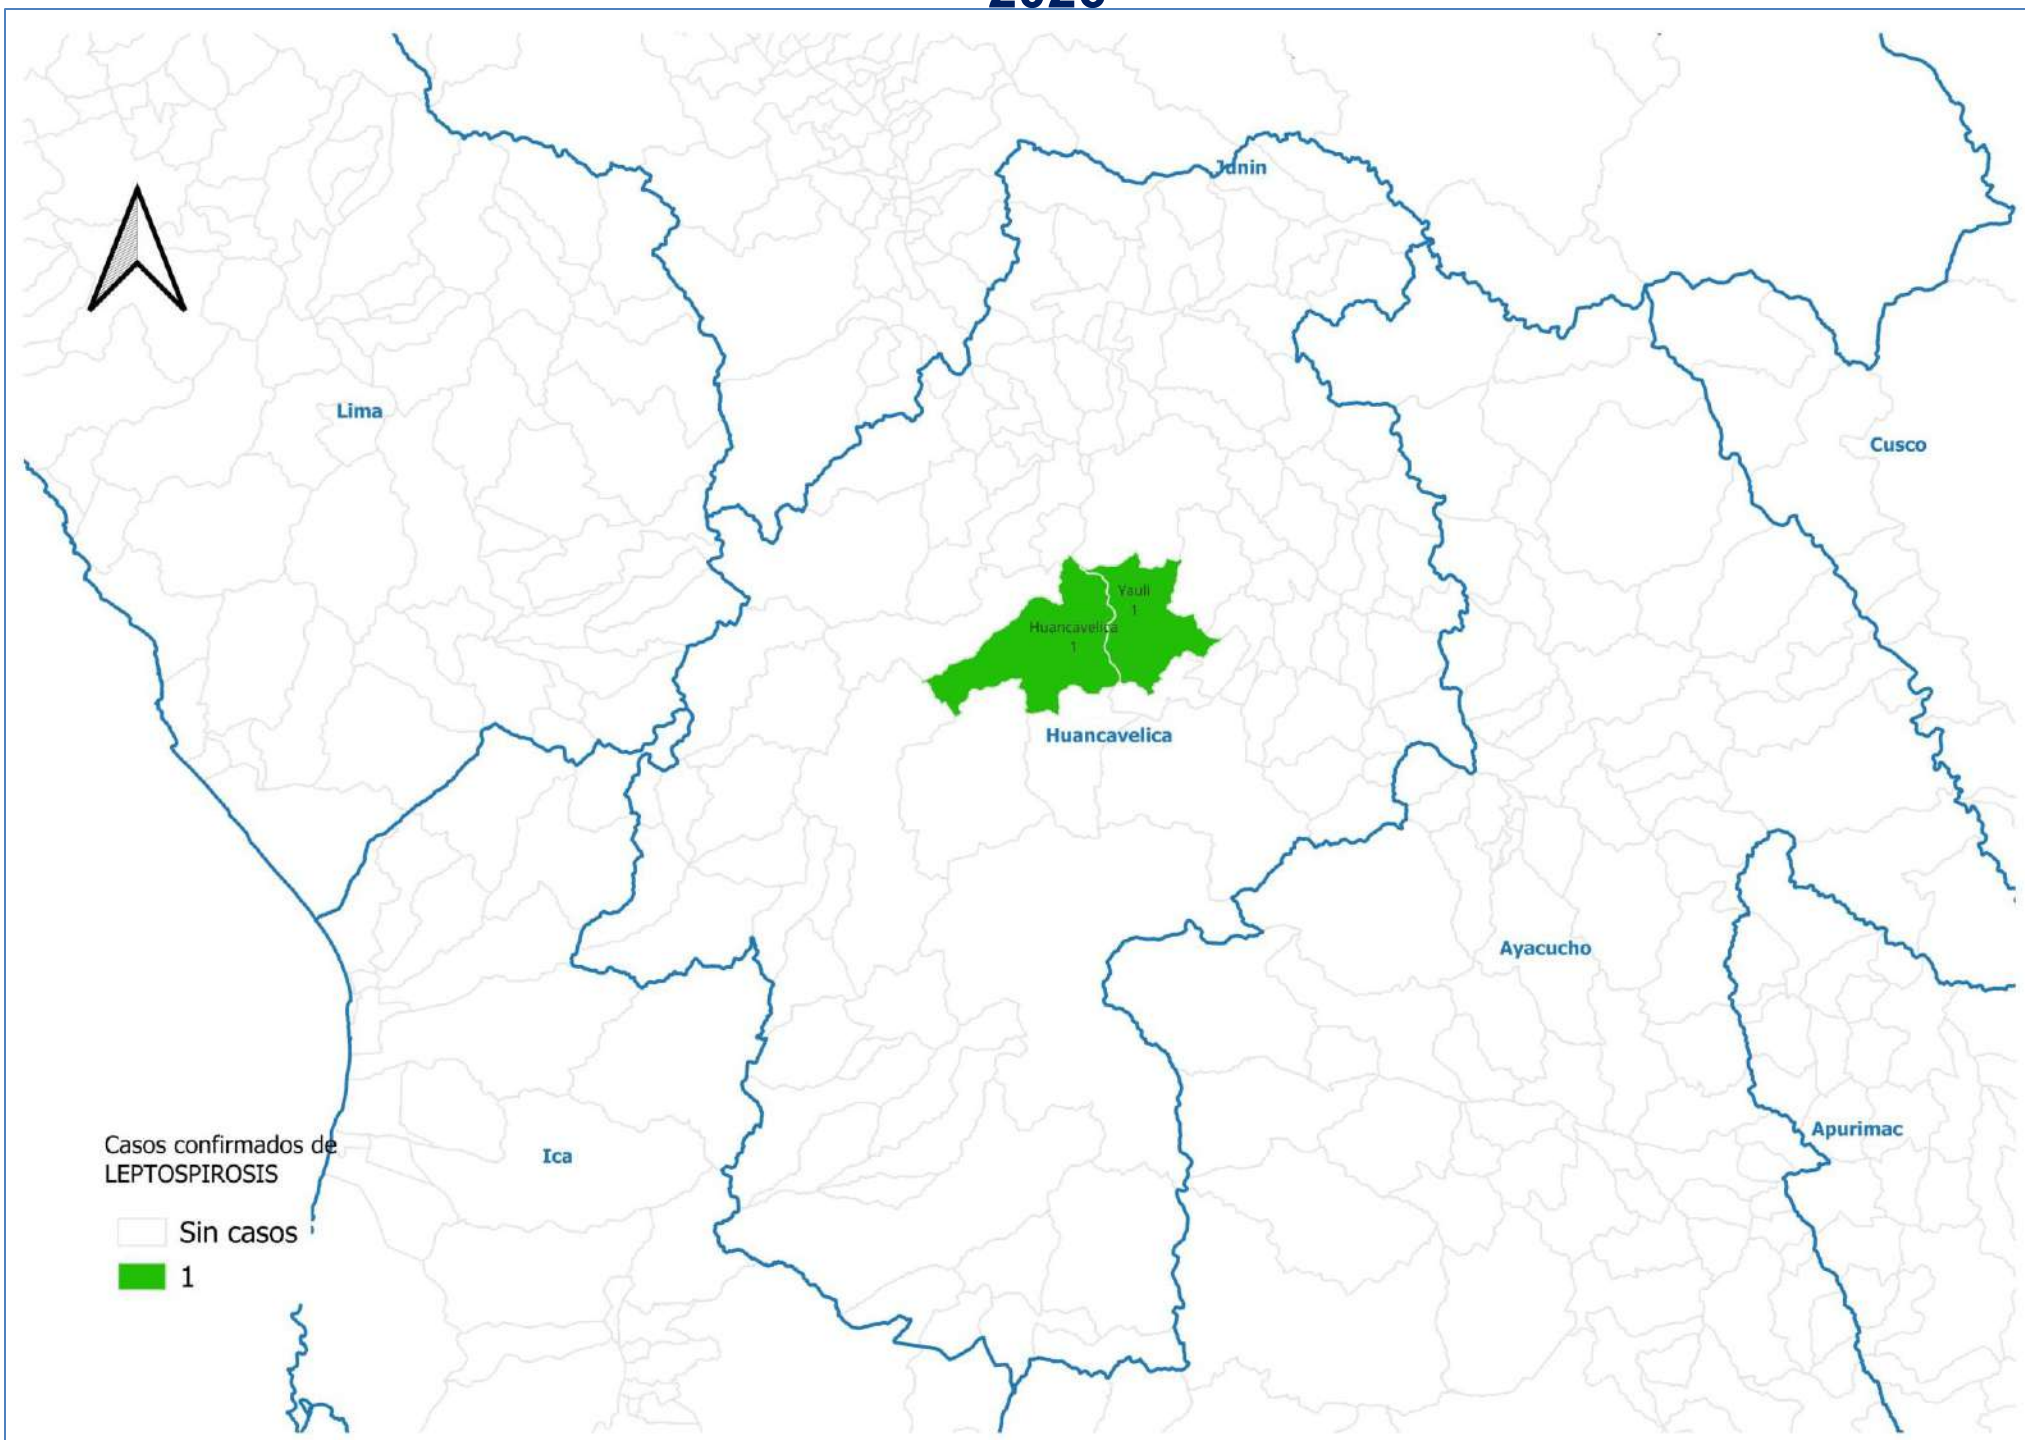 Junin
Lima
Cusco
Yauli
1
Huancavelica
1
Huancavelica
Ayacucho
Apurimac
Ica
Casos confirmados de
LEPTOSPIROSIS
Sin casos
1